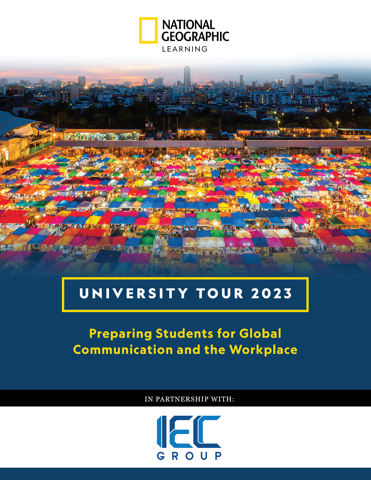 NATIONAL
GEOGRAPHIC
LEARNING
UNIVERSITY TOUR 2023
Preparing Students for Global
Communication and the Workplace
IN PARTNERSHIP WITH:
IEC
GROUP